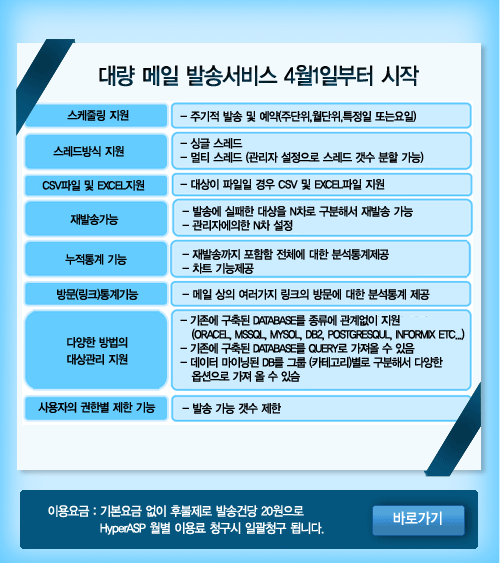 대량 메일 발송서비스 4월1일부터 시작
스케줄링 지원
- 주기적 발송 및 예약(주단위,월단위,특정일 또는요일)
스레드방식 지원
- 싱글 스레드
- 멀티 스레드 (관리자 설정으로 스레드 갯수 분할 가능)
CSV파일 및 EXCEL지원
- 대상이 파일일 경우 CSV 및 EXCEL파일 지원
재발송가능
- 발송에 실패한 대상을 N차로 구분해서 재발송 가능
- 관리자에의한 N차 설정
누적통계 기능
- 재발송까지 포함함 전체에 대한 분석통계제공
- 차트 기능제공
방문(링크)통계기능
- 메일 상의 여러가지 링크의 방문에 대한 분석통계 제공
다양한 방법의
대상관리 지원
- 기존에 구축된 DATABASE를 종류에 관계없이 지원
(ORACEL, MSSQL, MYSOL, DB2, POSTGRESQUL, INFORMIX ETC,..)
- 기존에 구축된 DATABASE를 QUERY로 가져올 수 있음
- 데이터 마이닝된 DB를 그룹 (카테고리)별로 구분해서 다양한
옵션으로 가져 올 수 있슴
사용자의 권한별 제한 기능
- 발송 가능 갯수 제한
이용요금 : 기본요금 없이 후불제로 발송건당 20원으로
HyperASP 월별 이용료 청구시 일괄청구 됩니다.
바로가기